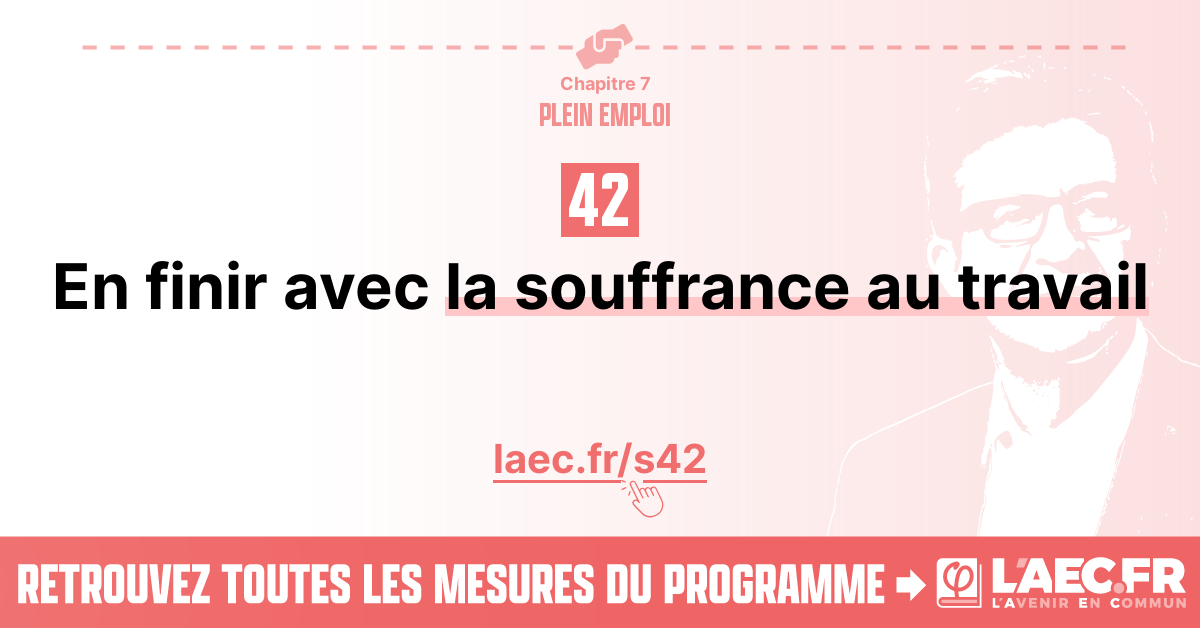 Chapitre 7
PLEIN EMPLOI
42
En finir avec la souffrance au travail
laec.fr/s42
RETROUVEZ TOUTES LES MESURES DU PROGRAMME
L'AEC.FR
L'AVENIR EN COMMUN